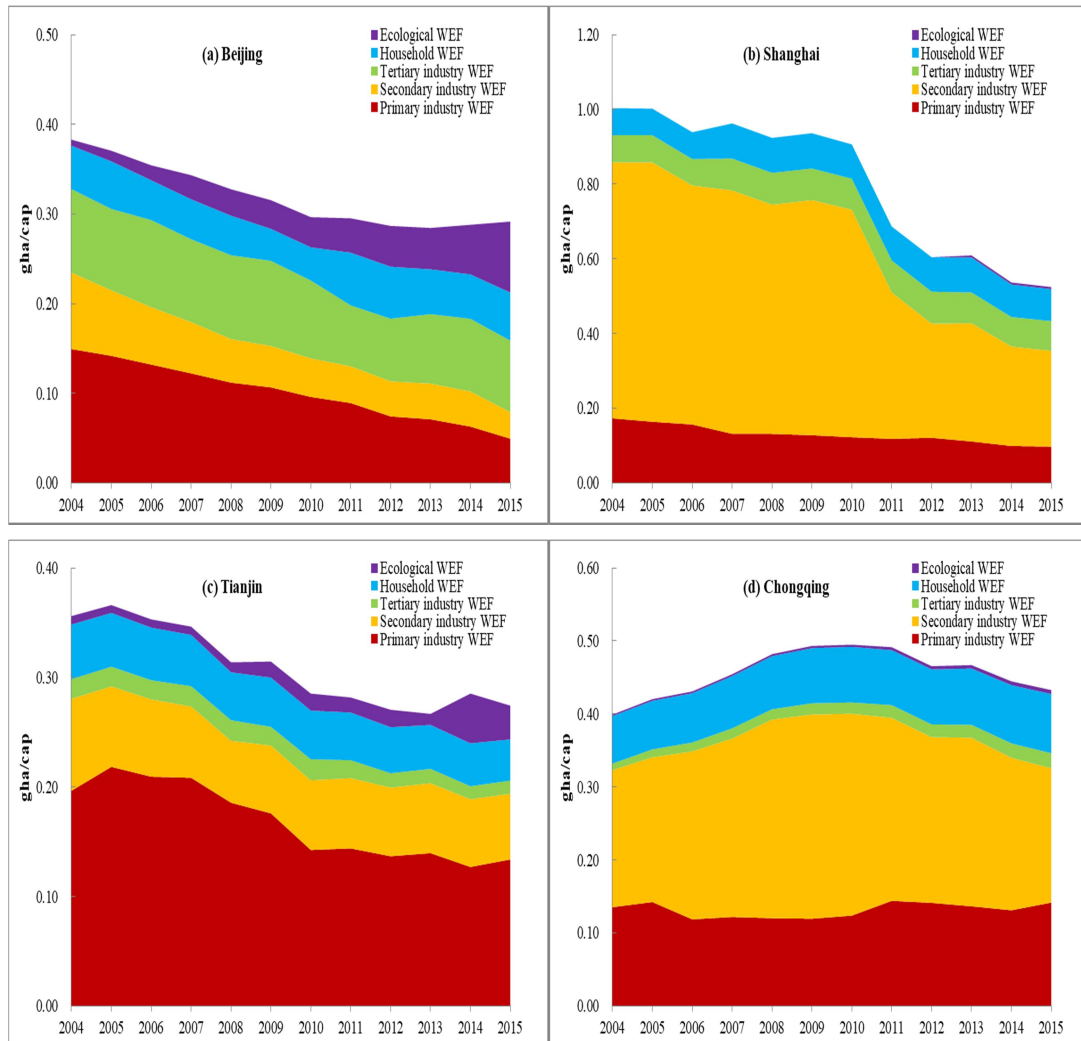 (a) Beijing
Ecological WEF
Household WEF
Tertiary industry WEF
Secondary industry WEF
Primary industry WEF
gha/cap
0.50
0.40
0.30
0.20
0.10
0.00
2004 2005 2006 2007 2008 2009 2010 2011 2012 2013 2014 2015
(b) Shanghai
Ecological WEF
Household WEF
Tertiary industry WEF
Secondary industry WEF
Primary industry WEF
gha/cap
1.20
1.00
0.80
0.60
0.40
0.20
0.00
2004 2005 2006 2007 2008 2009 2010 2011 2012 2013 2014 2015
(c) Tianjin
Ecological WEF
Household WEF
Tertiary industry WEF
Secondary industry WEF
Primary industry WEF
gha/cap
0.40
0.30
0.20
0.10
0.00
2004 2005 2006 2007 2008 2009 2010 2011 2012 2013 2014 2015
(d) Chongqing
Ecological WEF
Household WEF
Tertiary industry WEF
Secondary industry WEF
Primary industry WEF
gha/cap
0.60
0.50
0.40
0.30
0.20
0.10
0.00
2004 2005 2006 2007 2008 2009 2010 2011 2012 2013 2014 2015